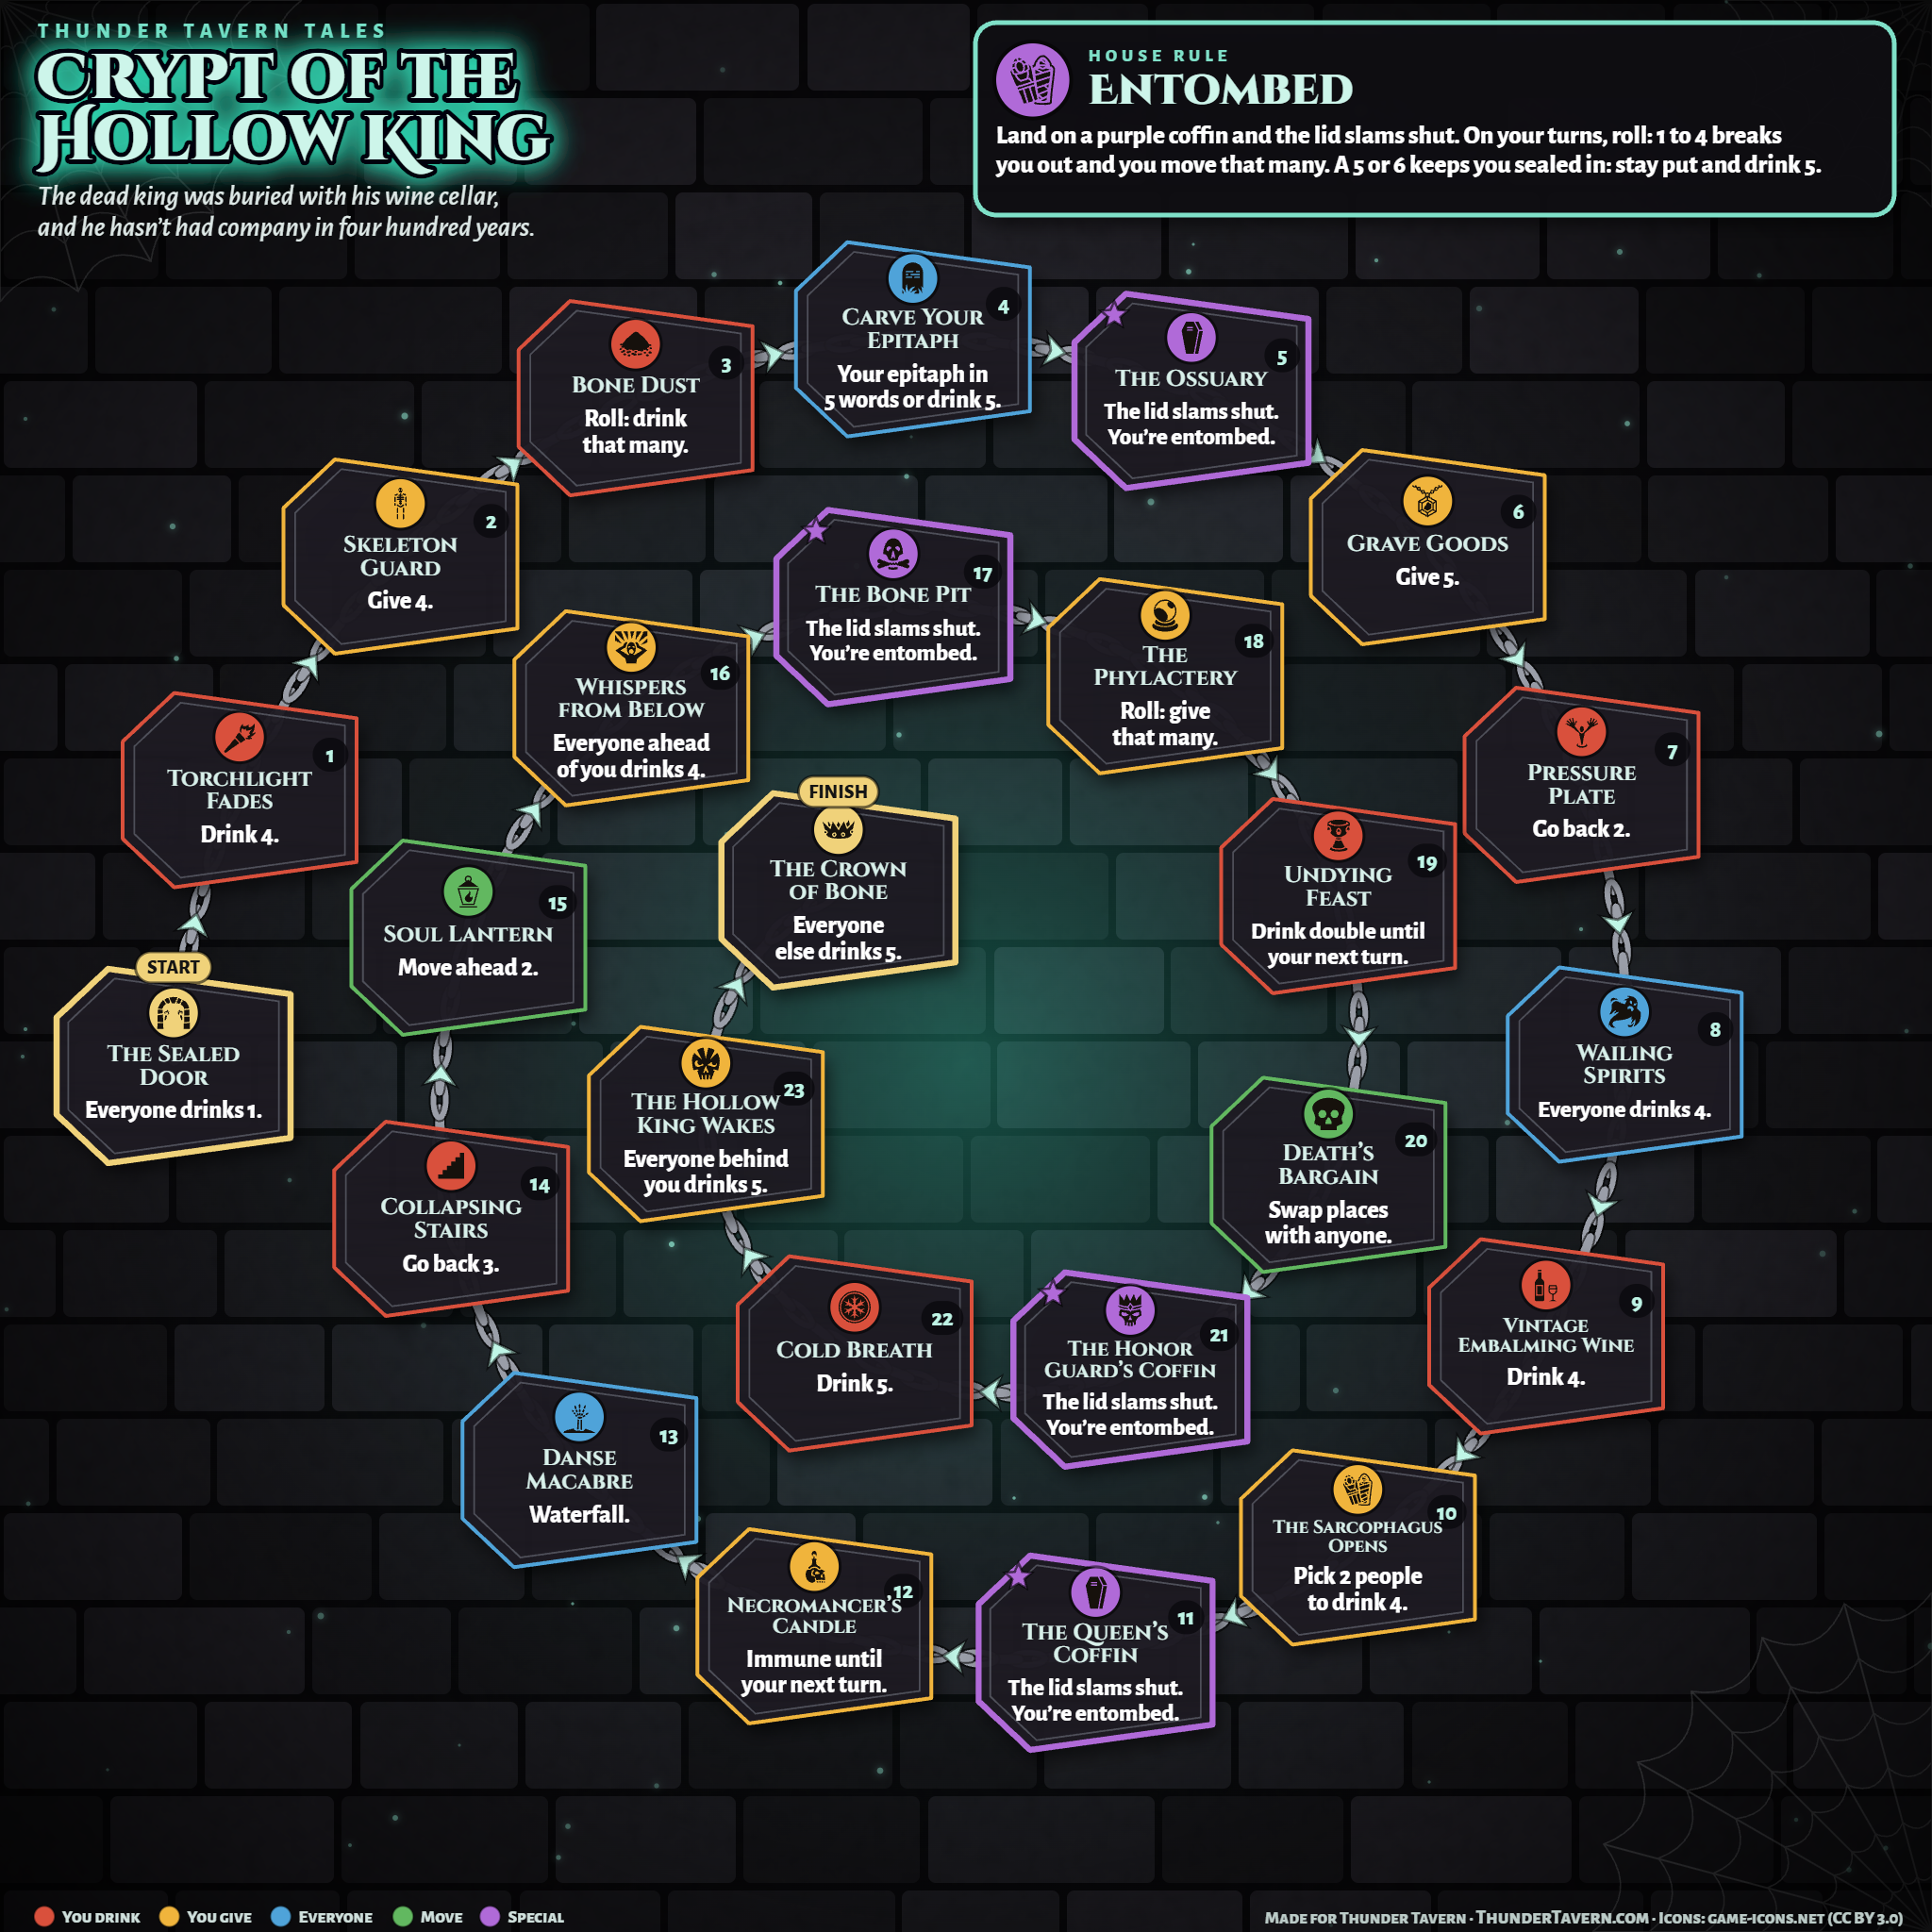 THUNDER TAVERN TALES
CRYPT OF THE
HOLLOW KING
The dead king was buried with his wine cellar,
and he hasn't had company in four hundred years.
HOUSE RULE
ENTOMBED
Land on a purple coffin and the lid slams shut. On your turns, roll: 1 to 4 breaks
you out and you move that many. A 5 or 6 keeps you sealed in: stay put and drink 5.
START
THE SEALED
DOOR
Everyone drinks 1.
1
TORCHLIGHT
FADES
Drink 4.
2
SKELETON
GUARD
Give 4.
3
BONE DUST
Roll: drink
that many.
4
CARVE YOUR
EPITAPH
Your epitaph in
5 words or drink 5.
5
THE OSSUARY
The lid slams shut.
You're entombed.
6
GRAVE GOODS
Give 5.
7
PRESSURE
PLATE
Go back 2.
8
WAILING
SPIRITS
Everyone drinks 4.
9
VINTAGE
EMBALMING WINE
Drink 4.
10
THE SARCOPHAGUS
OPENS
Pick 2 people
to drink 4.
11
THE QUEEN'S
COFFIN
The lid slams shut.
You're entombed.
12
NECROMANCER'S
CANDLE
Immune until
your next turn.
13
DANSE
MACABRE
Waterfall.
14
COLLAPSING
STAIRS
Go back 3.
15
SOUL LANTERN
Move ahead 2.
16
WHISPERS
FROM BELOW
Everyone ahead
of you drinks 4.
17
THE BONE PIT
The lid slams shut.
You're entombed.
18
THE
PHYLACTERY
Roll: give
that many.
19
UNDYING
FEAST
Drink double until
your next turn.
20
DEATH'S
BARGAIN
Swap places
with anyone.
21
THE HONOR
GUARD'S COFFIN
The lid slams shut.
You're entombed.
22
COLD BREATH
Drink 5.
23
THE HOLLOW
KING WAKES
Everyone behind
you drinks 5.
FINISH
THE CROWN
OF BONE
Everyone
else drinks 5.
YOU DRINK YOU GIVE EVERYONE MOVE SPECIAL
MADE FOR THUNDER TAVERN · THUNDERTAVERN.COM · ICONS: GAME-ICONS.NET (CC BY 3.0)